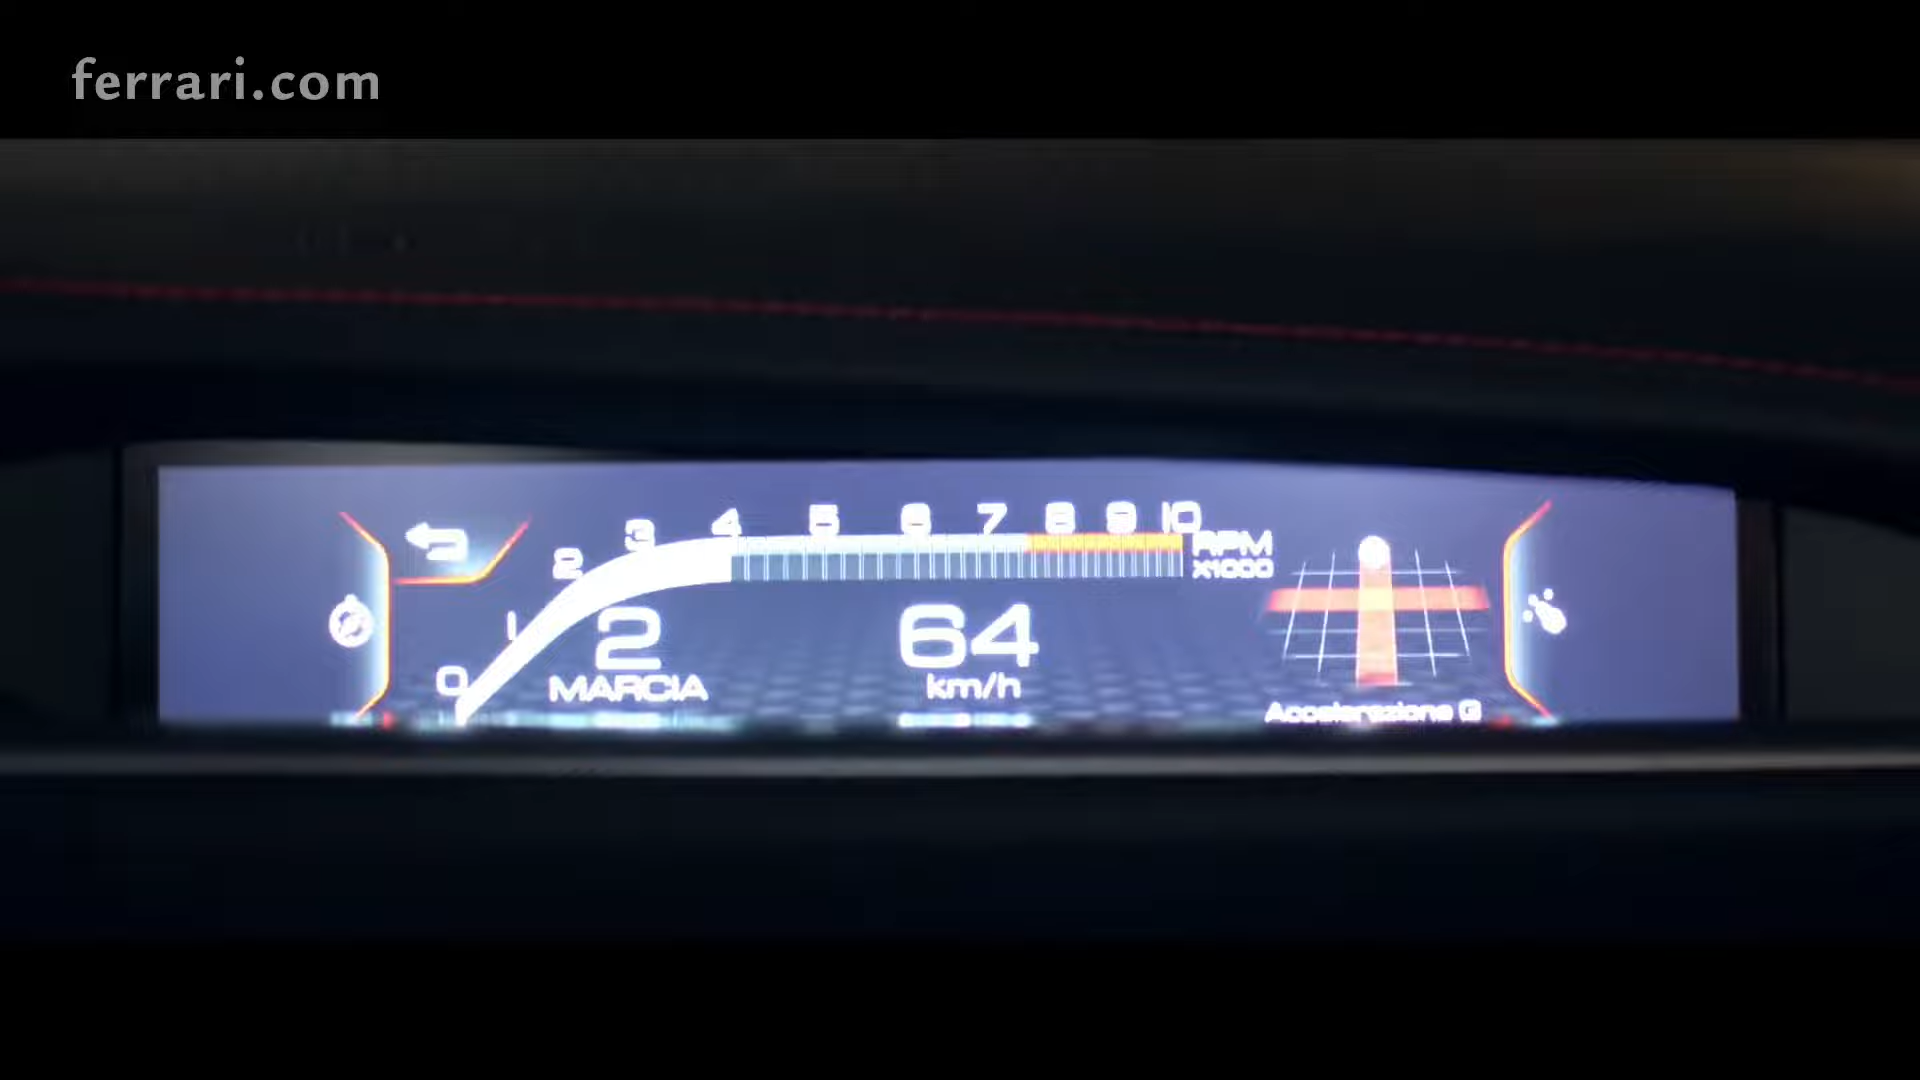 ferrari.com
0 1 2 3 4 5 6 7 8 9 10
RPM
x1000
2
MARCIA
64
km/h
Accelerazione G